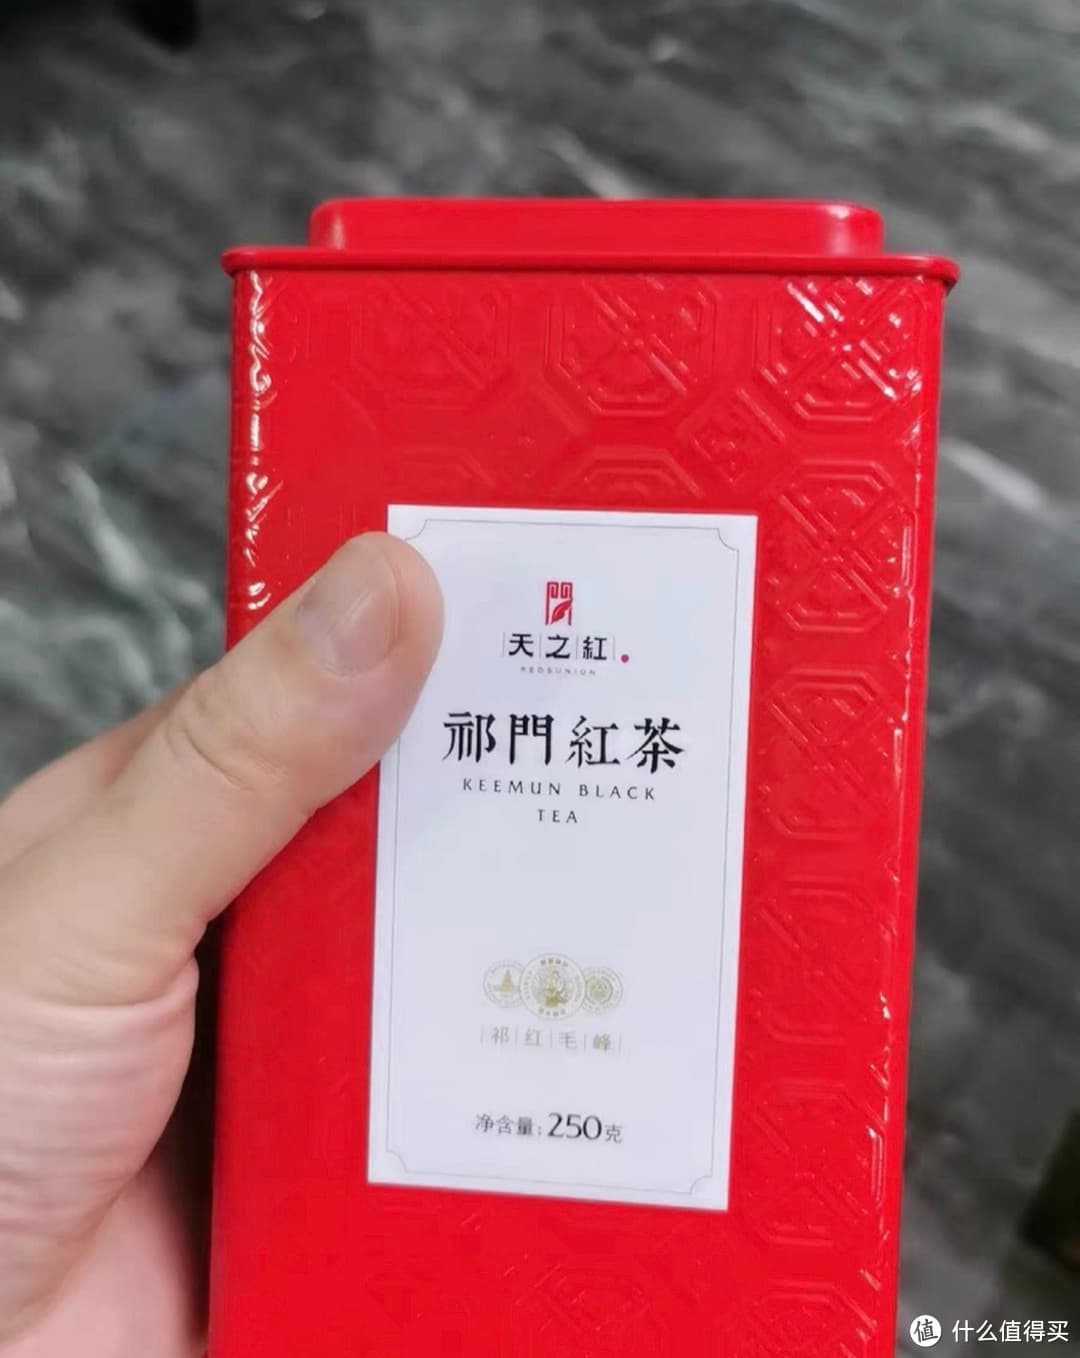 天之紅
REDSUNION
祁門紅茶
KEEMUN BLACK
TEA
祁红毛峰
净含量：250克
值 什么值得买